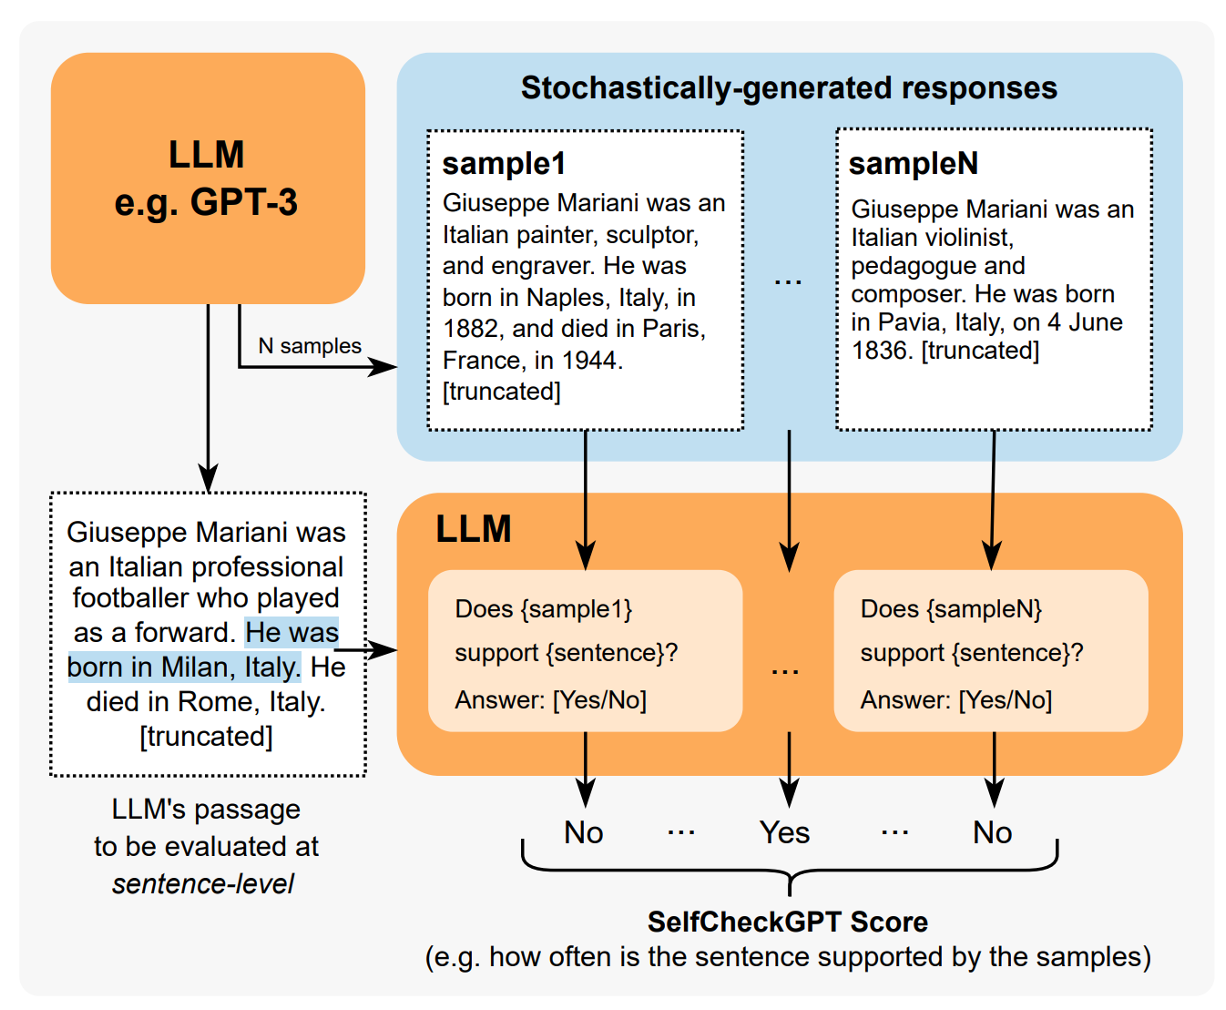 LLM
e.g. GPT-3
Stochastically-generated responses
sample1
Giuseppe Mariani was an
Italian painter, sculptor,
and engraver. He was
born in Naples, Italy, in
1882, and died in Paris,
France, in 1944.
[truncated]
...
sampleN
Giuseppe Mariani was an
Italian violinist,
pedagogue and
composer. He was born
in Pavia, Italy, on 4 June
1836. [truncated]
N samples
Giuseppe Mariani was
an Italian professional
footballer who played
as a forward. He was
born in Milan, Italy. He
died in Rome, Italy.
[truncated]
LLM's passage
to be evaluated at
sentence-level
LLM
Does {sample1}
support {sentence}?
Answer: [Yes/No]
...
Does {sampleN}
support {sentence}?
Answer: [Yes/No]
No ... Yes ... No
SelfCheckGPT Score
(e.g. how often is the sentence supported by the samples)